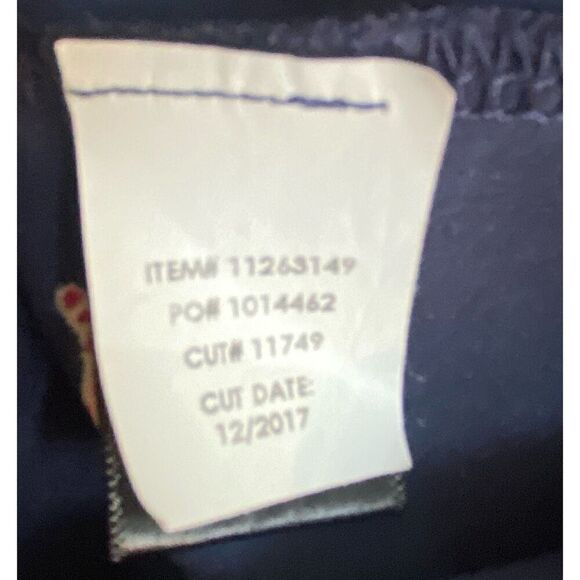 ITEM# 11263149
PO# 1014462
CUT# 11749
CUT DATE:
12/2017